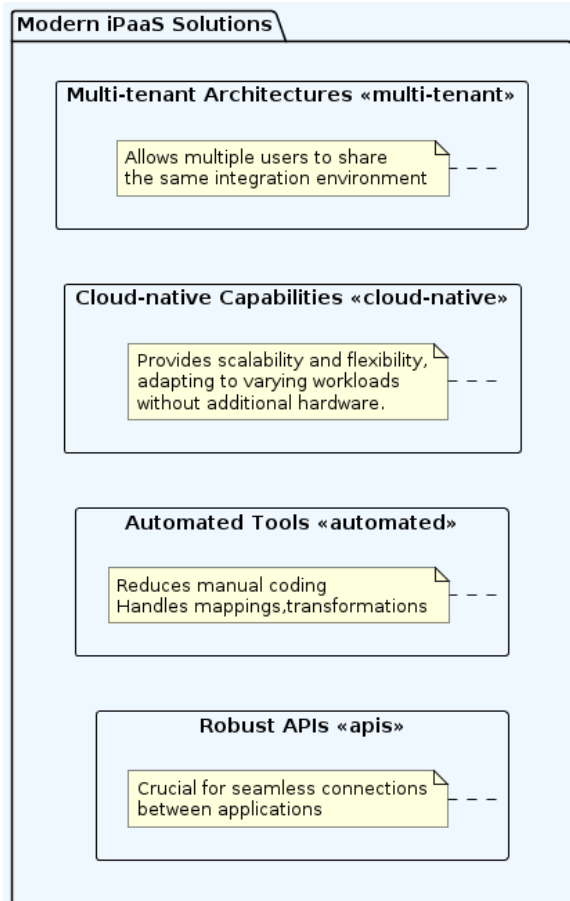 Modern iPaaS Solutions
Multi-tenant Architectures «multi-tenant»
Allows multiple users to share
the same integration environment
Cloud-native Capabilities «cloud-native»
Provides scalability and flexibility,
adapting to varying workloads
without additional hardware.
Automated Tools «automated»
Reduces manual coding
Handles mappings,transformations
Robust APIs «apis»
Crucial for seamless connections
between applications